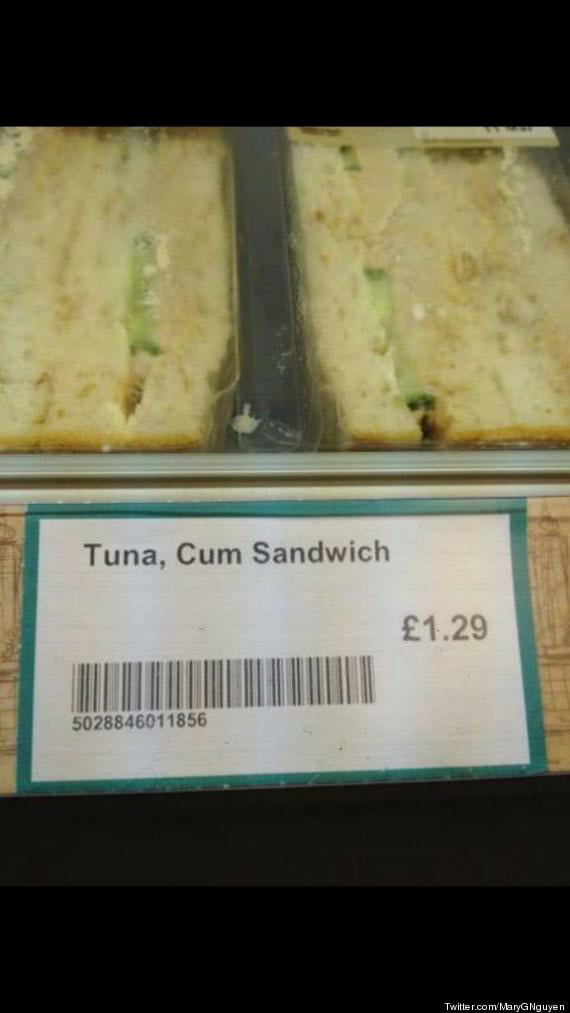 Tuna, Cum Sandwich
£1.29
5028846011856
Twitter.com/MaryGNguyen